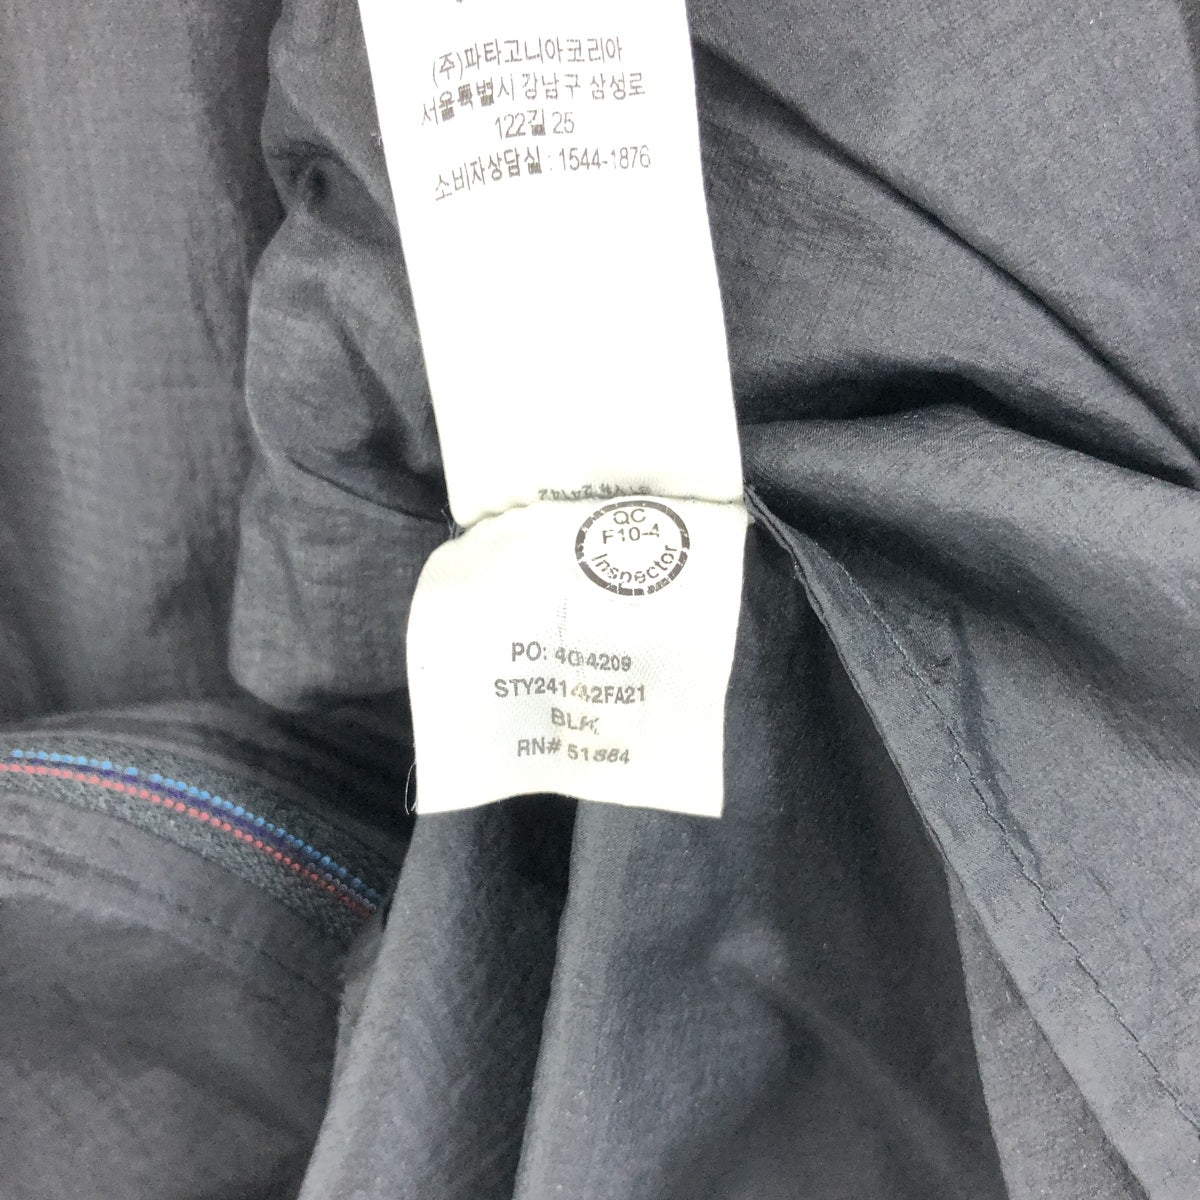 (주)파타고니아코리아
서울특별시 강남구 삼성로
122길 25
소비자상담실 : 1544-1876
STY# 24142
QC
F10-4
Inspector
PO: 404209
STY24142FA21
BLK
RN# 51884